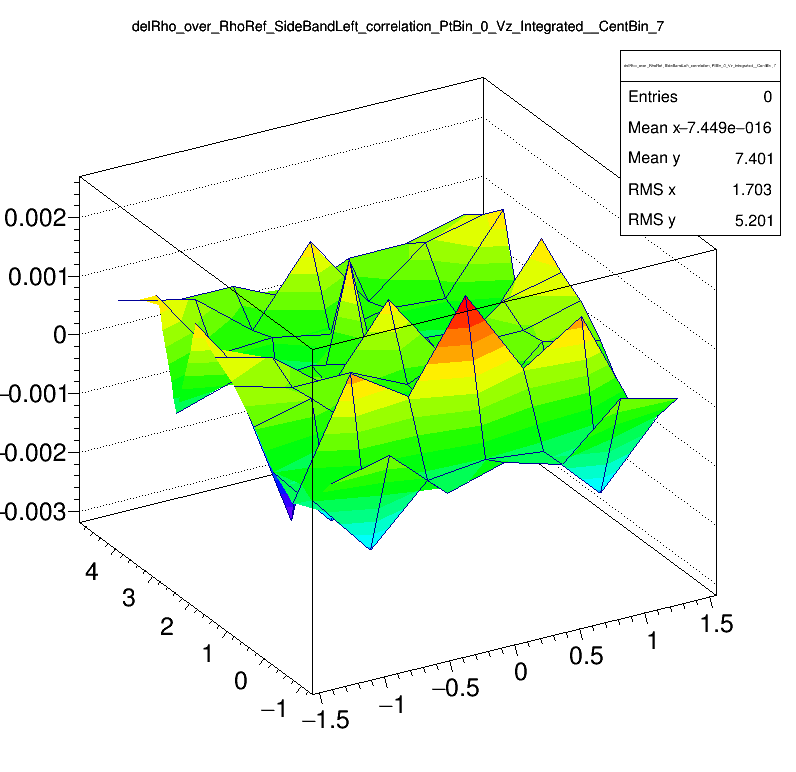 delRho_over_RhoRef_SideBandLeft_correlation_PtBin_0_Vz_Integrated__CentBin_7
delRho_over_RhoRef_SideBandLeft_correlation_PtBin_0_Vz_Integrated__CentBin_7
Entries 0
Mean x −7.449e−016
Mean y 7.401
RMS x 1.703
RMS y 5.201
0.002
0.001
0
−0.001
−0.002
−0.003
4
3
2
1
0
−1
−1.5
−1
−0.5
0
0.5
1
1.5